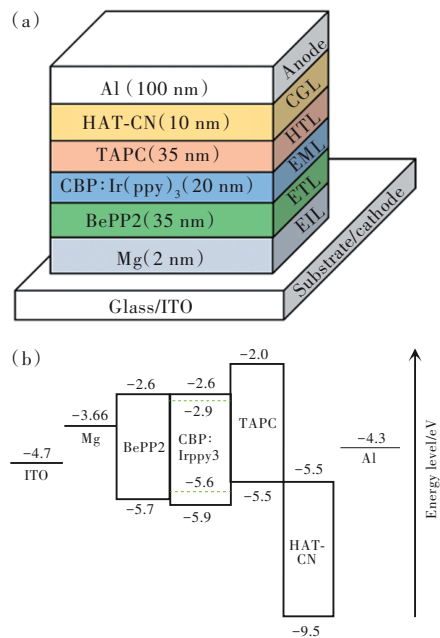 (a)
Al (100 nm)
Anode
HAT-CN(10 nm)
CGL
TAPC(35 nm)
HTL
CBP:Ir(ppy)₃(20 nm)
EML
BePP2(35 nm)
ETL
Mg(2 nm)
EIL
Glass/ITO
Substrate/cathode
(b)
−2.0
−2.6
−2.6
−2.9
−3.66
Mg
BePP2
CBP:
Irppy3
TAPC
−4.3
Al
−4.7
ITO
−5.6
−5.5
−5.5
−5.7
−5.9
HAT-
CN
−9.5
Energy level/eV